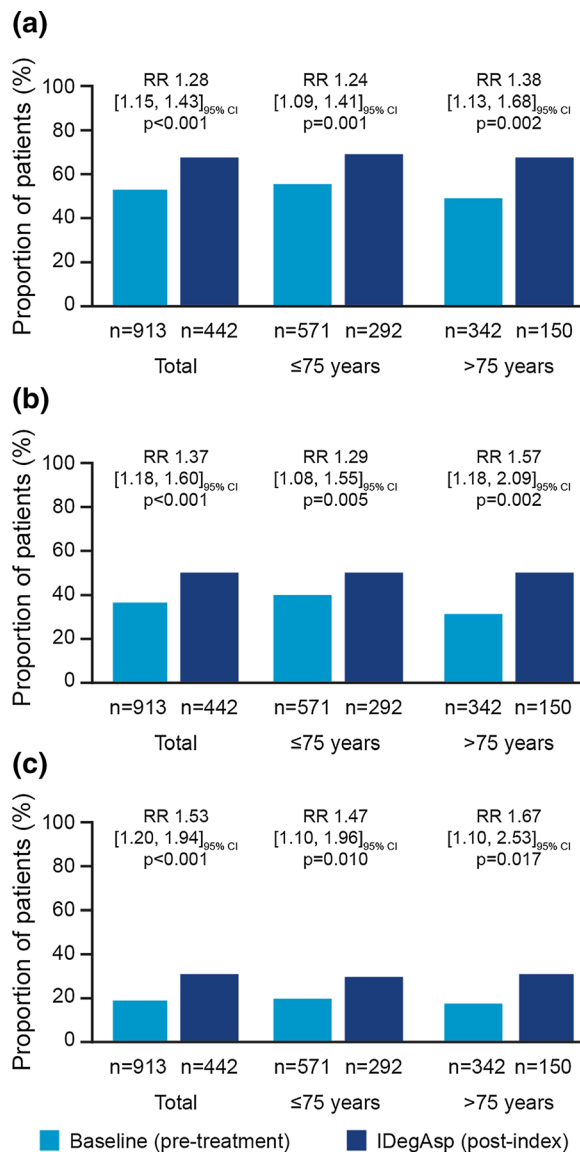 (a)
Proportion of patients (%)
100
80
60
40
20
0
RR 1.28
[1.15, 1.43]95% CI
p<0.001
RR 1.24
[1.09, 1.41]95% CI
p=0.001
RR 1.38
[1.13, 1.68]95% CI
p=0.002
n=913 n=442 n=571 n=292 n=342 n=150
Total ≤75 years >75 years
(b)
Proportion of patients (%)
100
80
60
40
20
0
RR 1.37
[1.18, 1.60]95% CI
p<0.001
RR 1.29
[1.08, 1.55]95% CI
p=0.005
RR 1.57
[1.18, 2.09]95% CI
p=0.002
n=913 n=442 n=571 n=292 n=342 n=150
Total ≤75 years >75 years
(c)
Proportion of patients (%)
100
80
60
40
20
0
RR 1.53
[1.20, 1.94]95% CI
p<0.001
RR 1.47
[1.10, 1.96]95% CI
p=0.010
RR 1.67
[1.10, 2.53]95% CI
p=0.017
n=913 n=442 n=571 n=292 n=342 n=150
Total ≤75 years >75 years
Baseline (pre-treatment) IDegAsp (post-index)